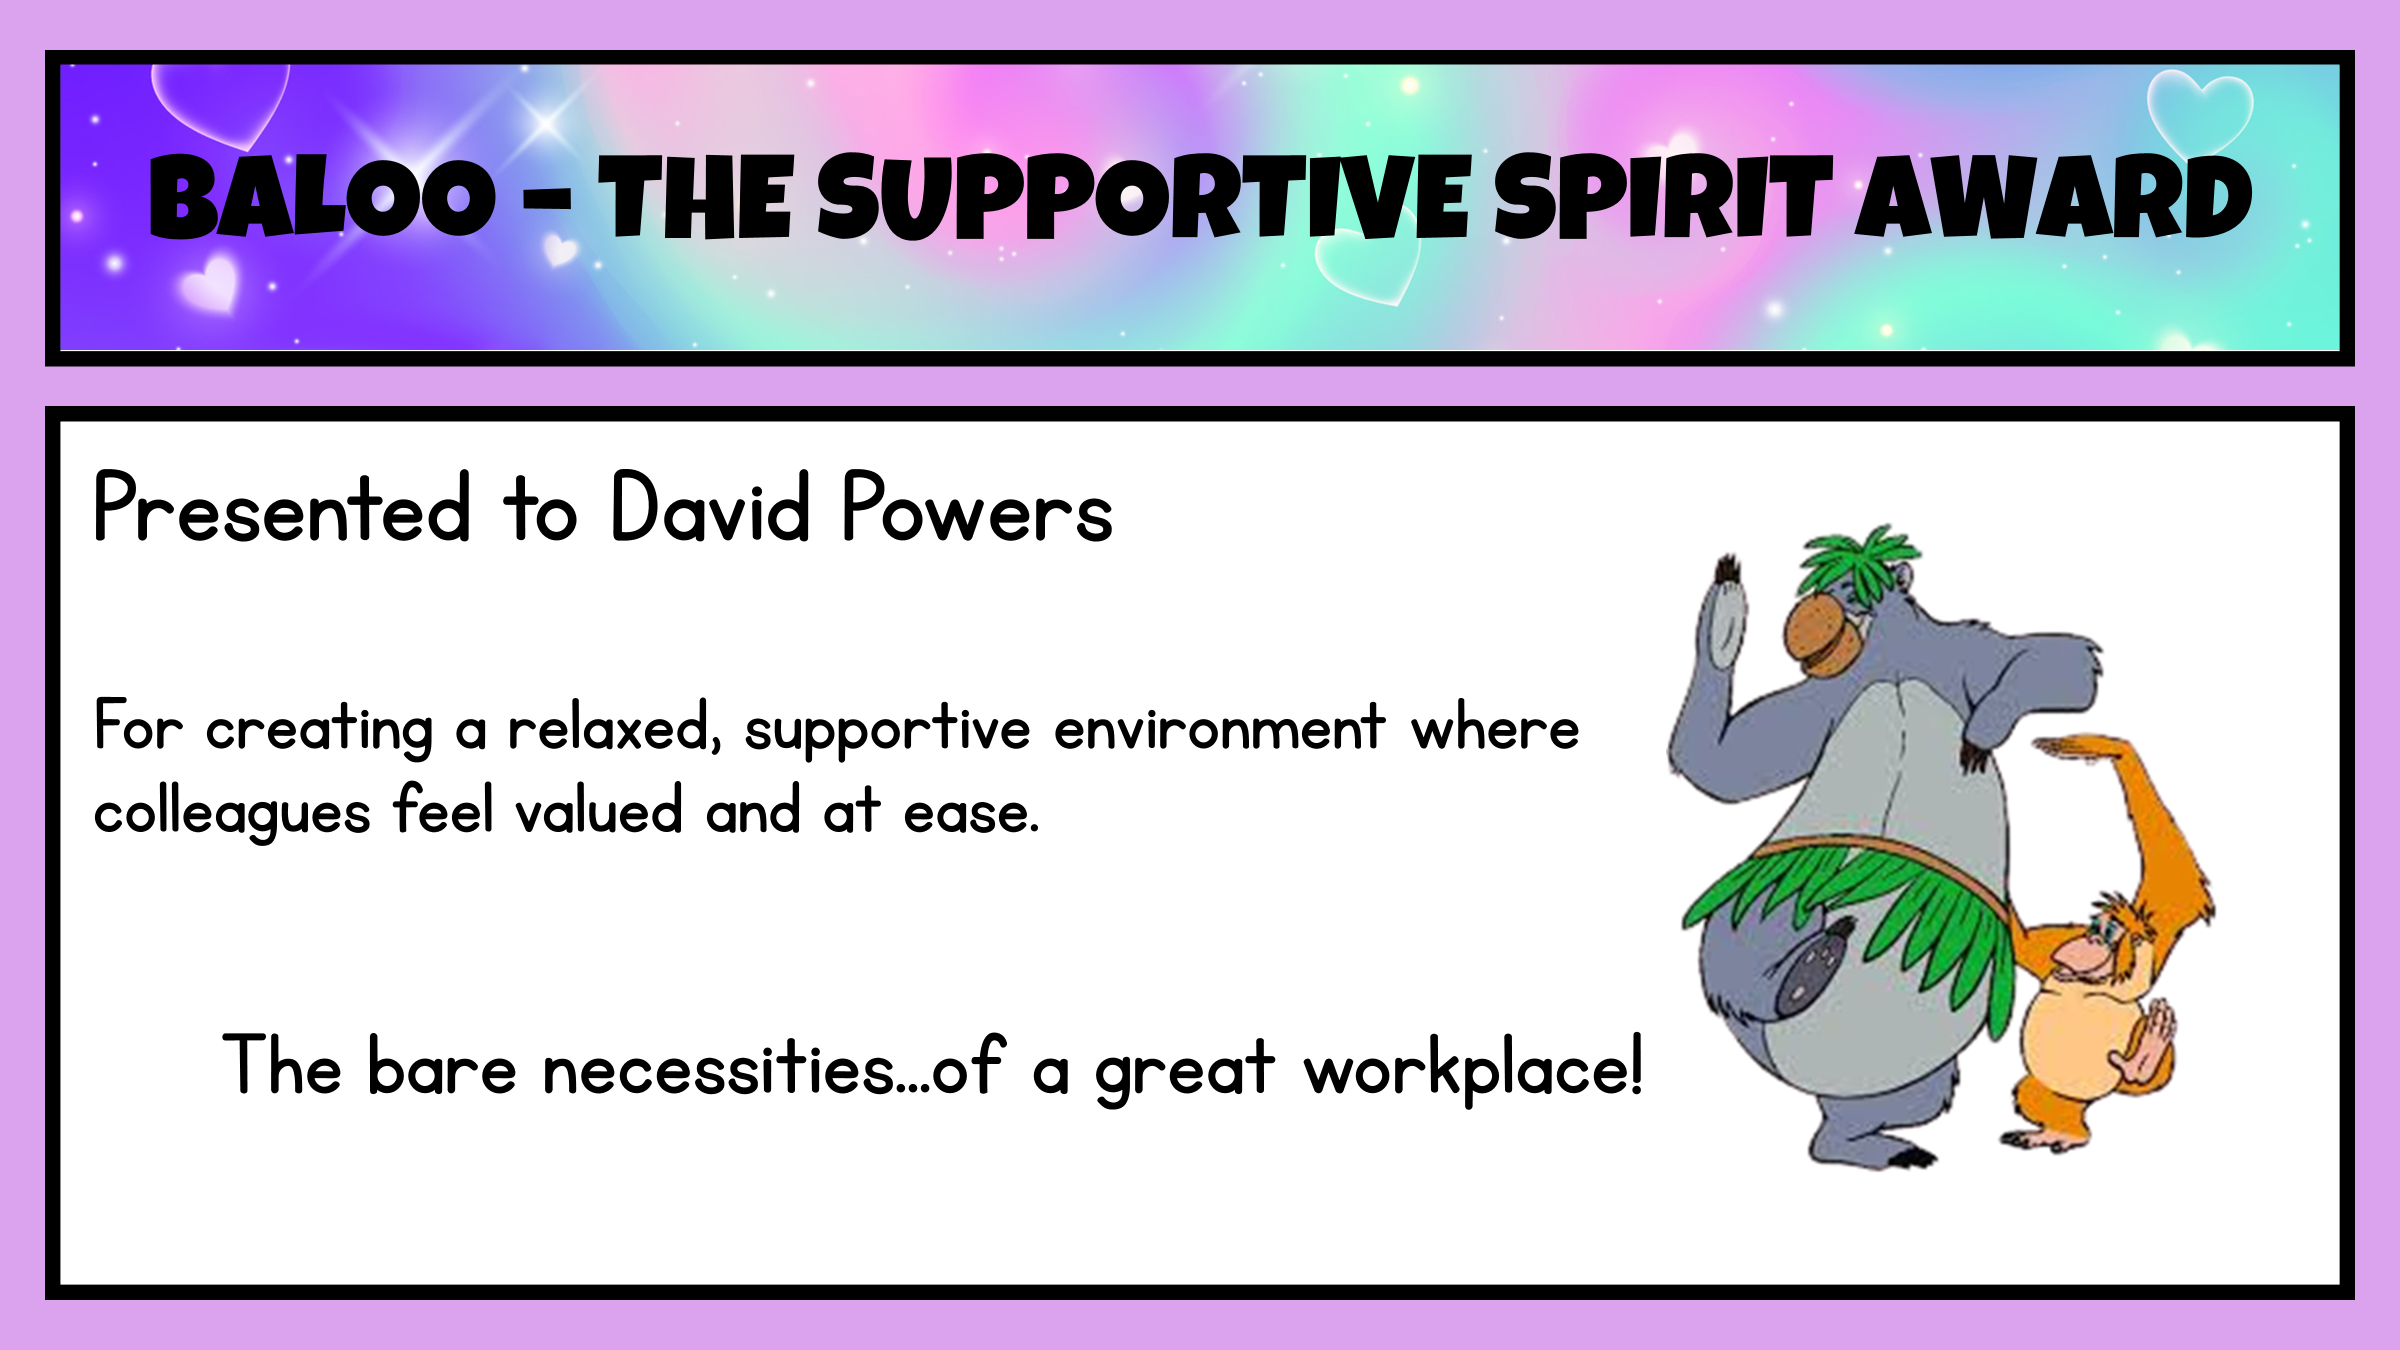 BALOO - THE SUPPORTIVE SPIRIT AWARD
Presented to David Powers
For creating a relaxed, supportive environment where
colleagues feel valued and at ease.
The bare necessities...of a great workplace!